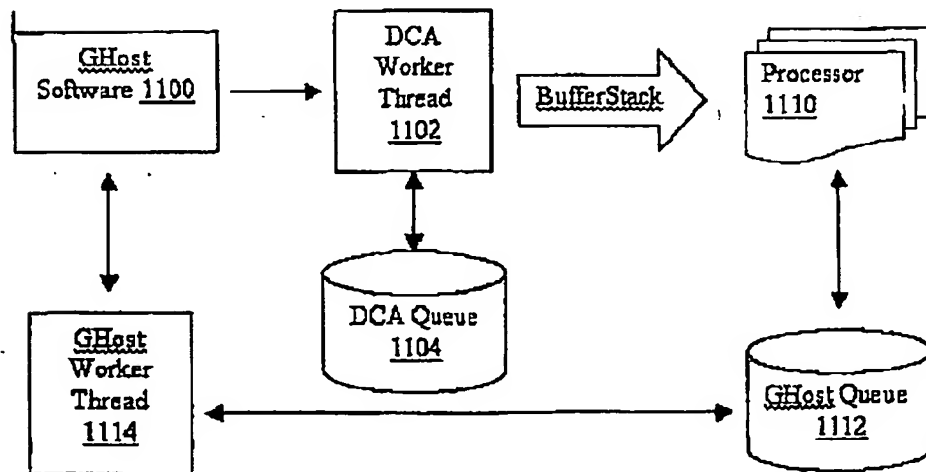 GHost
Software 1100
DCA
Worker
Thread
1102
BufferStack
Processor
1110
DCA Queue
1104
GHost
Worker
Thread
1114
GHost Queue
1112